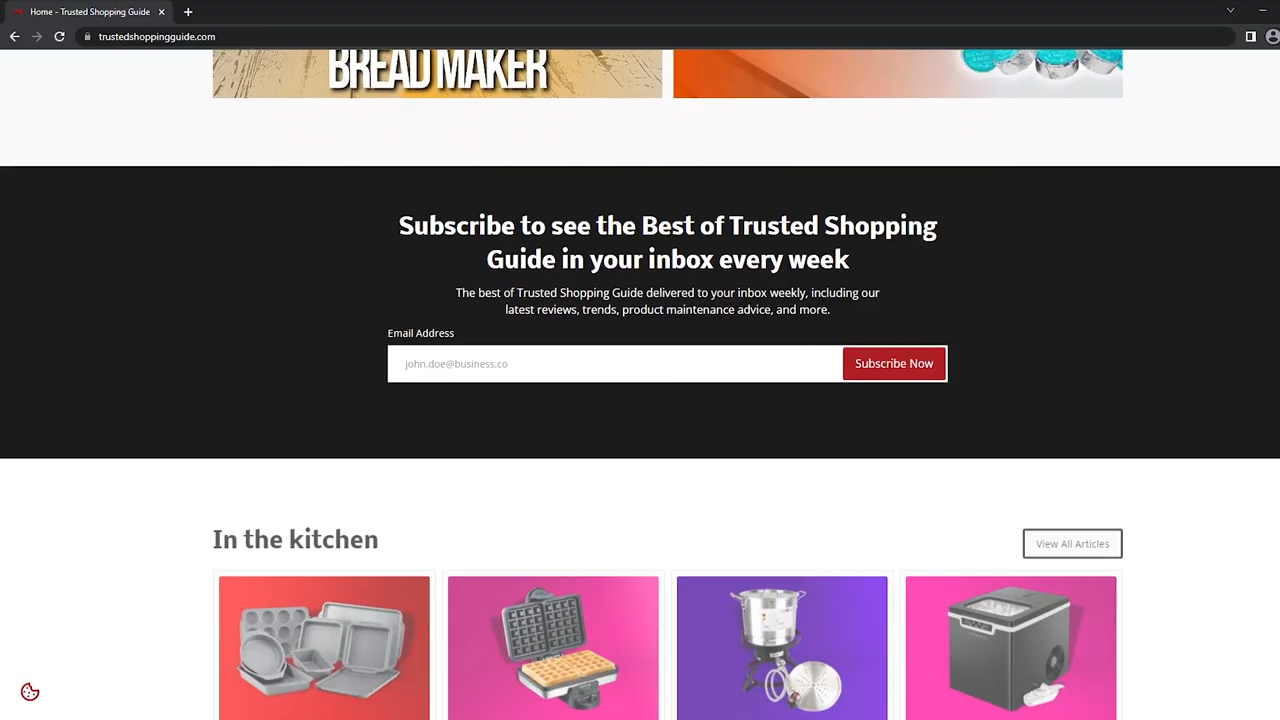 Home - Trusted Shopping Guide
trustedshoppingguide.com
BREAD MAKER
Subscribe to see the Best of Trusted Shopping
Guide in your inbox every week
The best of Trusted Shopping Guide delivered to your inbox weekly, including our
latest reviews, trends, product maintenance advice, and more.
Email Address
john.doe@business.co
Subscribe Now
In the kitchen
View All Articles